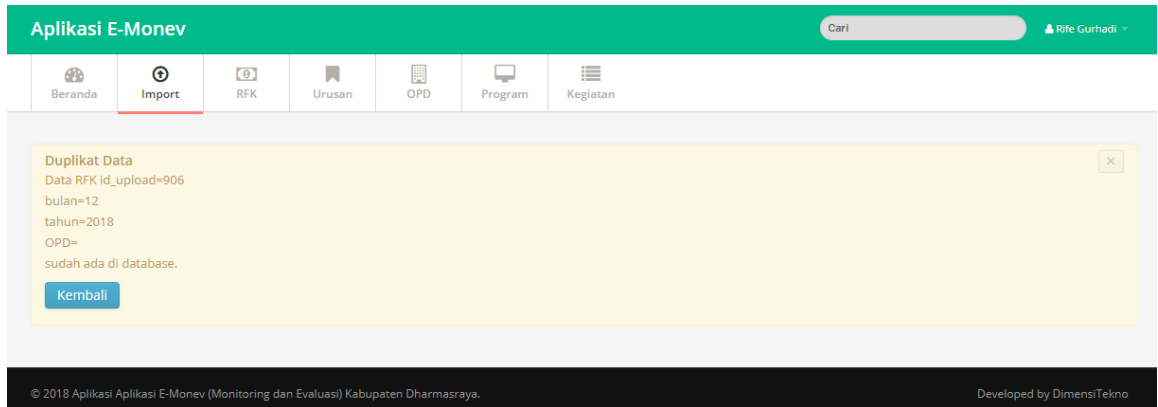 Aplikasi E-Monev
Cari
Rife Gurhadi
Beranda
Import
RFK
Urusan
OPD
Program
Kegiatan
Duplikat Data
Data RFK id_upload=906
bulan=12
tahun=2018
OPD=
sudah ada di database.
Kembali
© 2018 Aplikasi Aplikasi E-Monev (Monitoring dan Evaluasi) Kabupaten Dharmasraya.
Developed by DimensiTekno